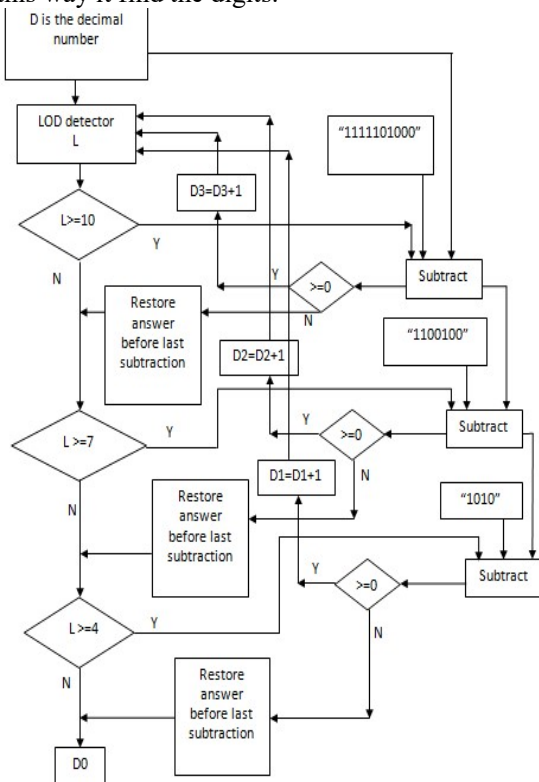 this way it find the digits.
D is the decimal
number
LOD detector
L
"1111101000"
D3=D3+1
L>=10
Y
N
Subtract
Y
>=0
N
Restore
answer
before last
subtraction
"1100100"
D2=D2+1
L >=7
Y
N
Subtract
Y
>=0
N
D1=D1+1
Restore
answer
before last
subtraction
"1010"
Subtract
Y
>=0
N
L >=4
Y
N
Restore
answer
before last
subtraction
D0